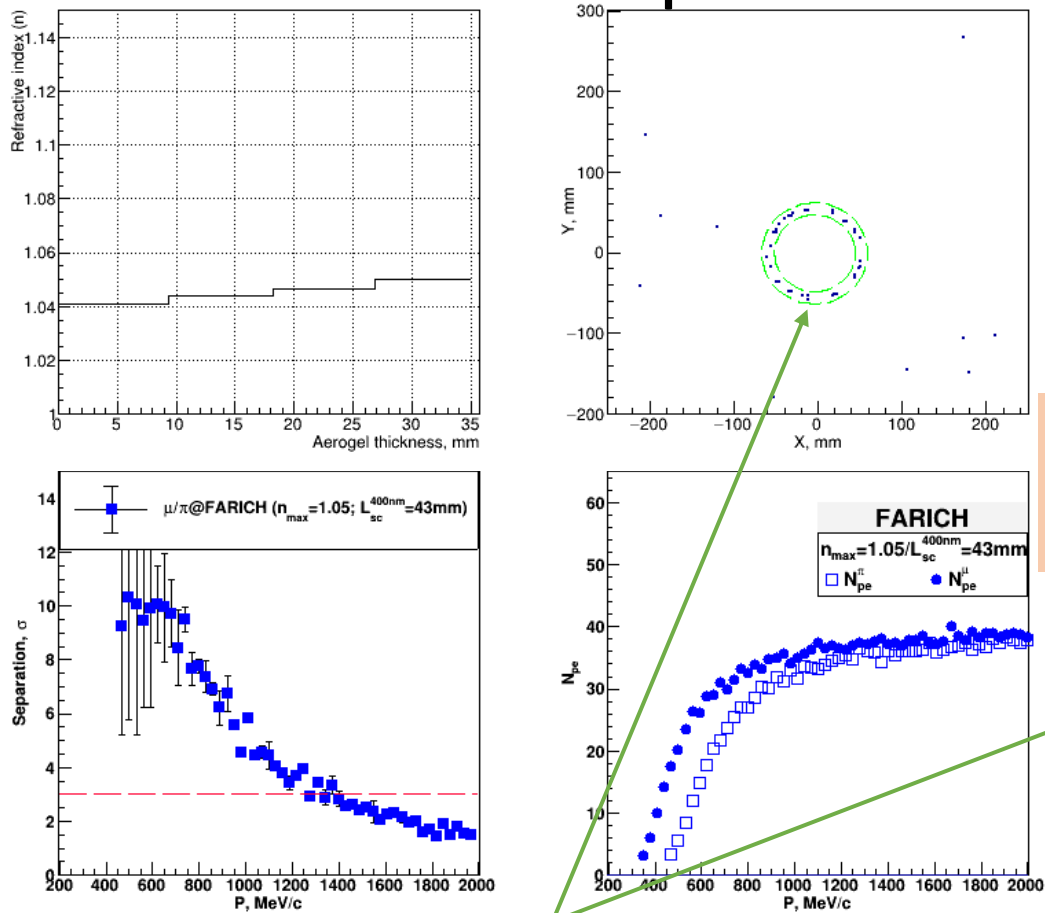 Refractive index (n)
1.14
1.12
1.1
1.08
1.06
1.04
1.02
1
0 5 10 15 20 25 30 35
Aerogel thickness, mm
Y, mm
300
200
100
0
−100
−200
−200 −100 0 100 200
X, mm
μ/π@FARICH (n_max=1.05; L_sc^400nm=43mm)
Separation, σ
14
12
10
8
6
4
2
0
200 400 600 800 1000 1200 1400 1600 1800 2000
P, MeV/c
FARICH
n_max=1.05/L_sc^400nm=43mm
N_pe^π N_pe^μ
N_pe
60
50
40
30
20
10
0
200 400 600 800 1000 1200 1400 1600 1800 2000
P, MeV/c